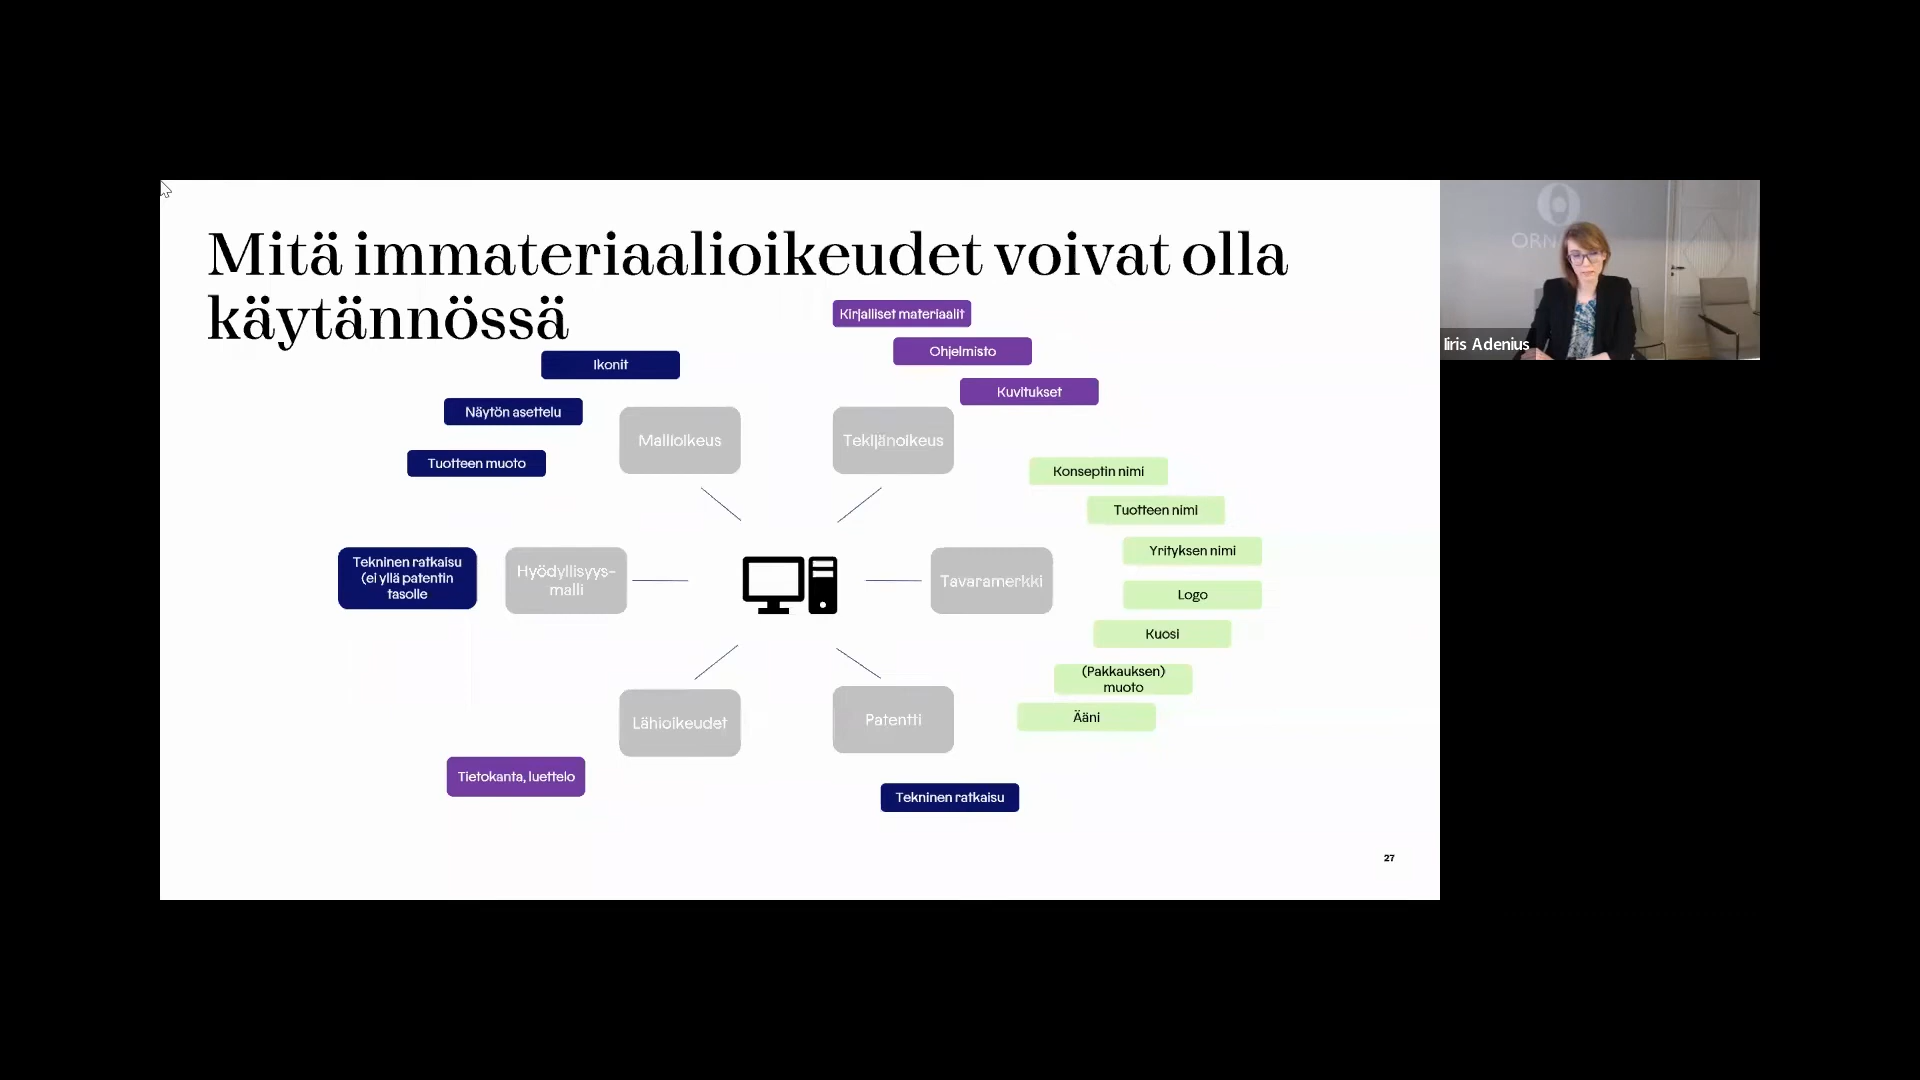 Mitä immateriaalioikeudet voivat olla
käytännössä
Kirjalliset materiaalit
Ohjelmisto
Kuvitukset
Ikonit
Näytön asettelu
Tuotteen muoto
Mallioikeus
Tekijänoikeus
Konseptin nimi
Tuotteen nimi
Yrityksen nimi
Logo
Kuosi
(Pakkauksen)
muoto
Ääni
Tekninen ratkaisu
(ei yllä patentin
tasolle
Hyödyllisyys-
malli
Tavaramerkki
Lähioikeudet
Patentti
Tietokanta, luettelo
Tekninen ratkaisu
27
Iiris Adenius